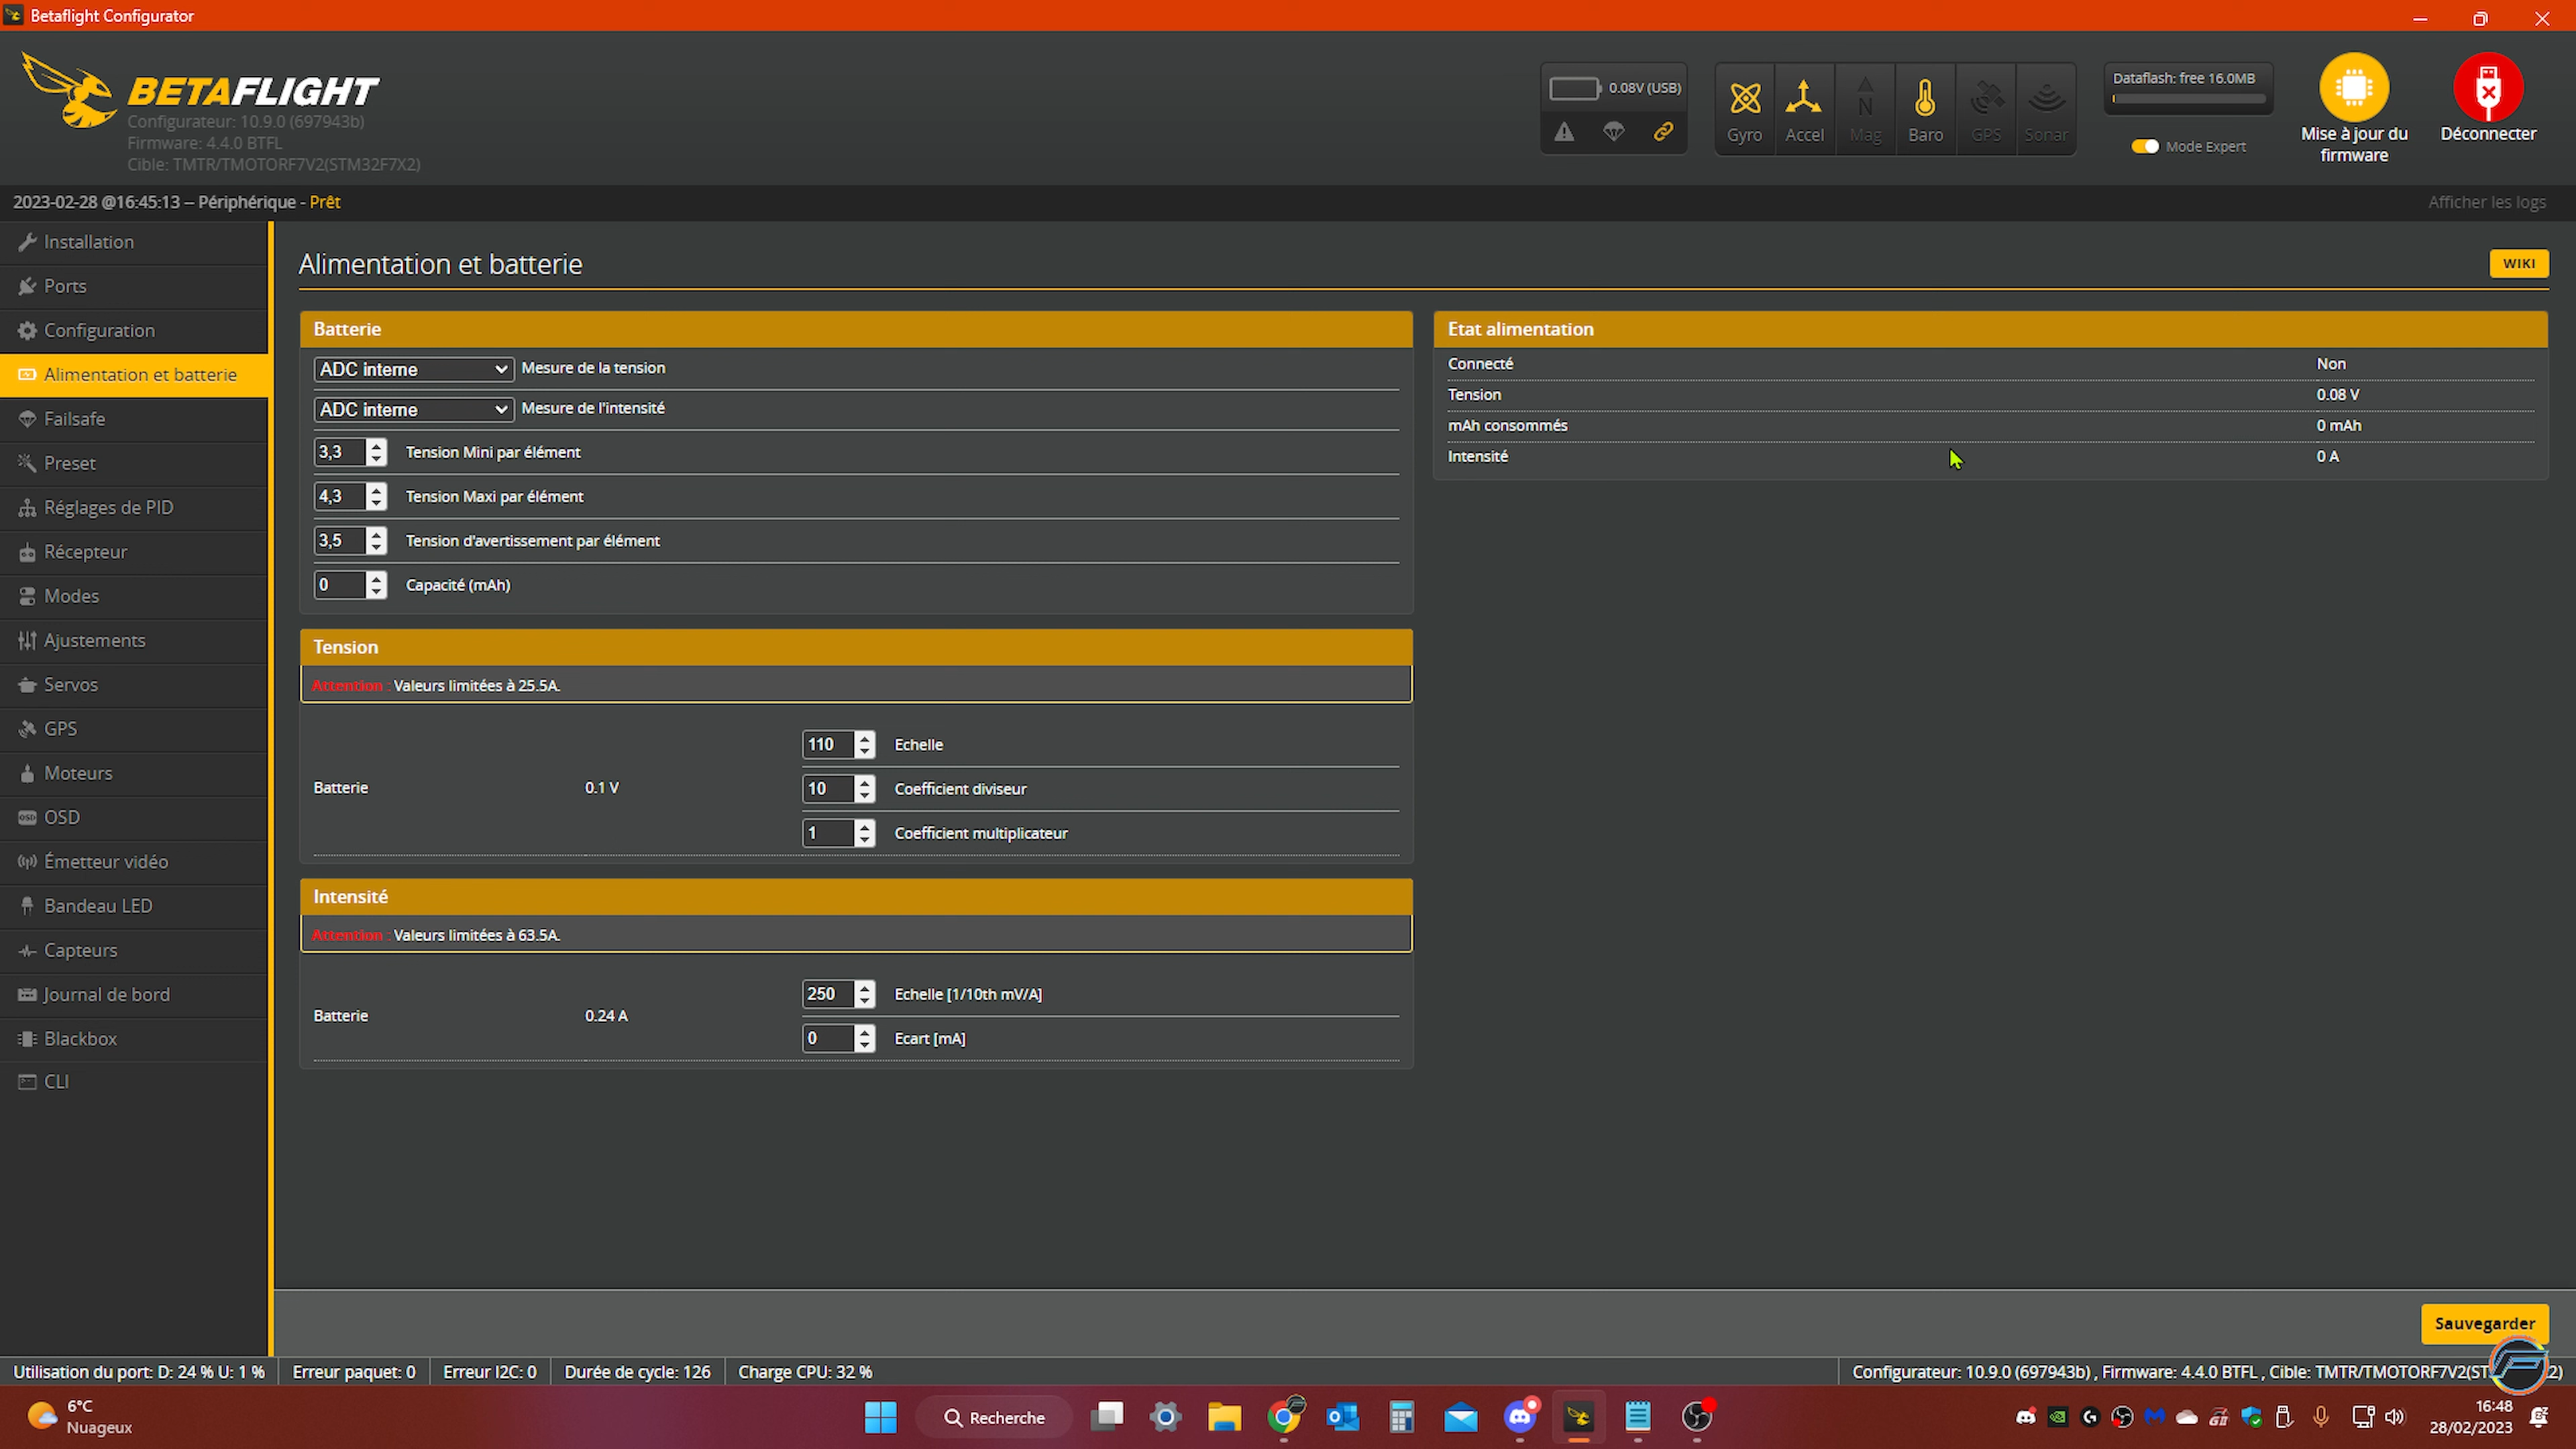 Betaflight Configurator
BETAFLIGHT
Configurateur: 10.9.0 (697943b)
Firmware: 4.4.0 BTFL
Cible: TMTR/TMOTORF7V2(STM32F7X2)
0.08V (USB)
Gyro
Accel
Mag
Baro
GPS
Sonar
Dataflash: free 16.0MB
Mode Expert
Mise à jour du
firmware
Déconnecter
2023-02-28 @16:45:13 -- Périphérique - Prêt
Afficher les logs
Installation
Ports
Configuration
Alimentation et batterie
Failsafe
Preset
Réglages de PID
Récepteur
Modes
Ajustements
Servos
GPS
Moteurs
OSD
Émetteur vidéo
Bandeau LED
Capteurs
Journal de bord
Blackbox
CLI
Alimentation et batterie
WIKI
Batterie
ADC interne Mesure de la tension
ADC interne Mesure de l'intensité
3,3 Tension Mini par élément
4,3 Tension Maxi par élément
3,5 Tension d'avertissement par élément
0 Capacité (mAh)
Tension
Attention : Valeurs limitées à 25.5A.
110 Echelle
Batterie 0.1 V 10 Coefficient diviseur
1 Coefficient multiplicateur
Intensité
Attention : Valeurs limitées à 63.5A.
250 Echelle [1/10th mV/A]
Batterie 0.24 A
0 Ecart [mA]
Etat alimentation
Connecté Non
Tension 0.08 V
mAh consommés 0 mAh
Intensité 0 A
Sauvegarder
Utilisation du port: D: 24 % U: 1 % Erreur paquet: 0 Erreur I2C: 0 Durée de cycle: 126 Charge CPU: 32 %
Configurateur: 10.9.0 (697943b) , Firmware: 4.4.0 BTFL , Cible: TMTR/TMOTORF7V2(ST 2)
6°C
Nuageux
Recherche
16:48
28/02/2023